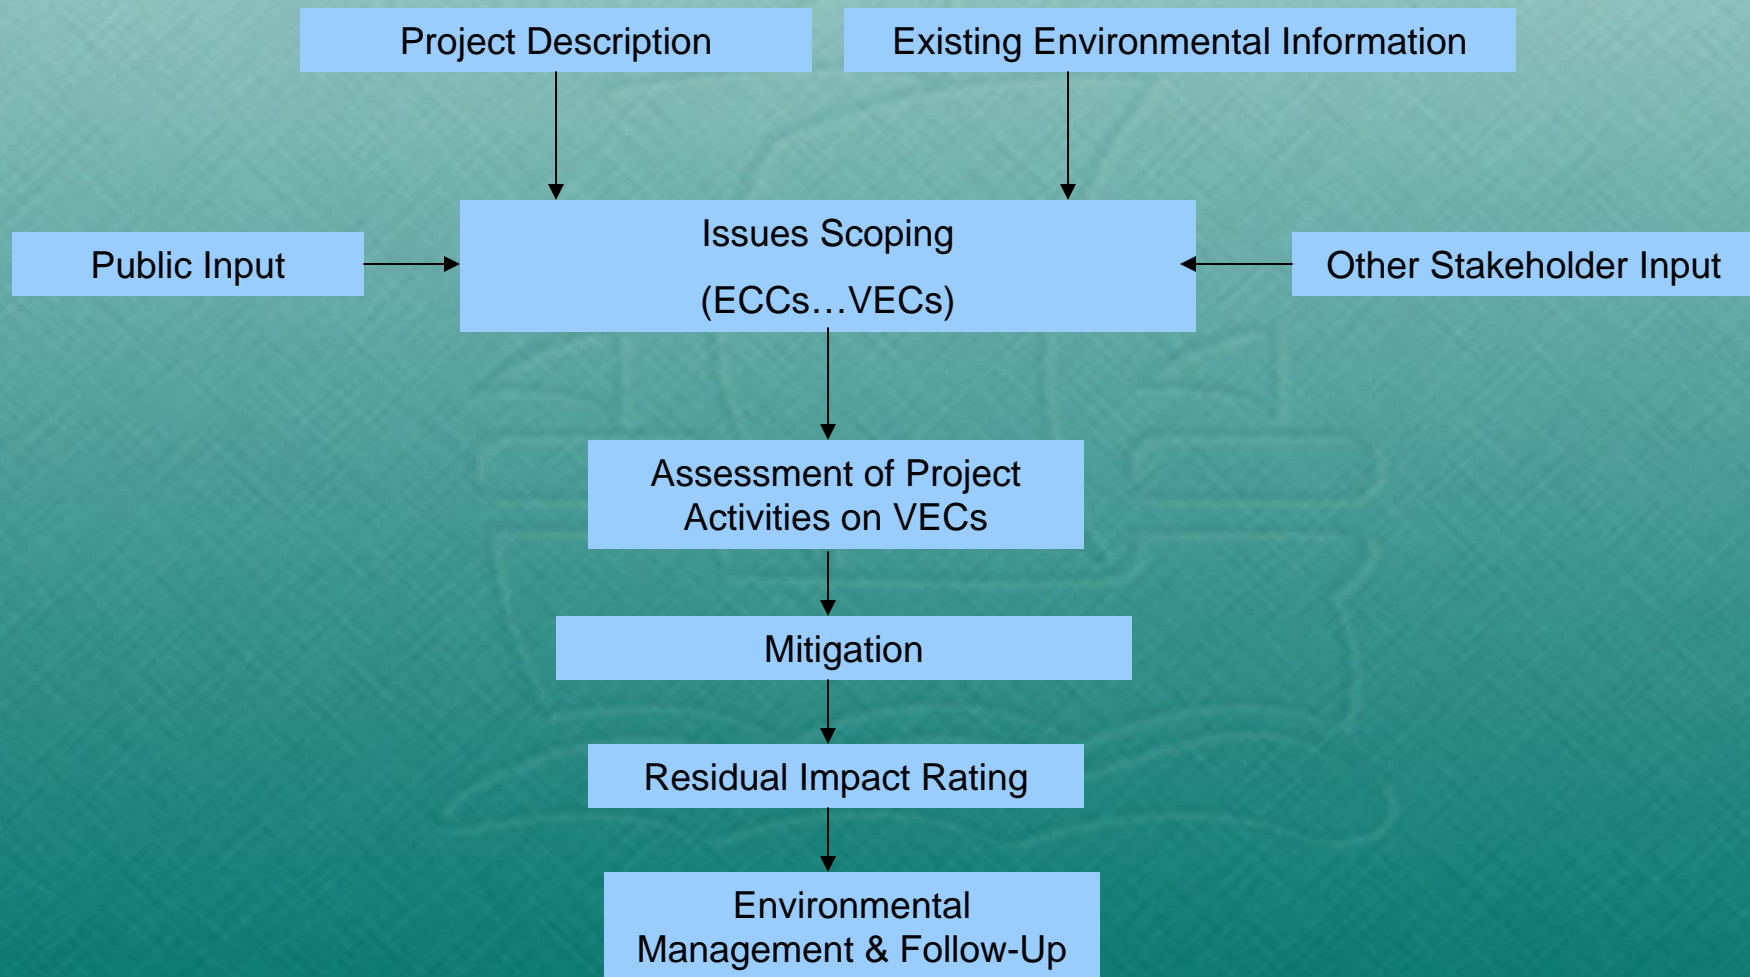 Project Description
Existing Environmental Information
Issues Scoping
(ECCs…VECs)
Public Input
Other Stakeholder Input
Assessment of Project
Activities on VECs
Mitigation
Residual Impact Rating
Environmental
Management & Follow-Up